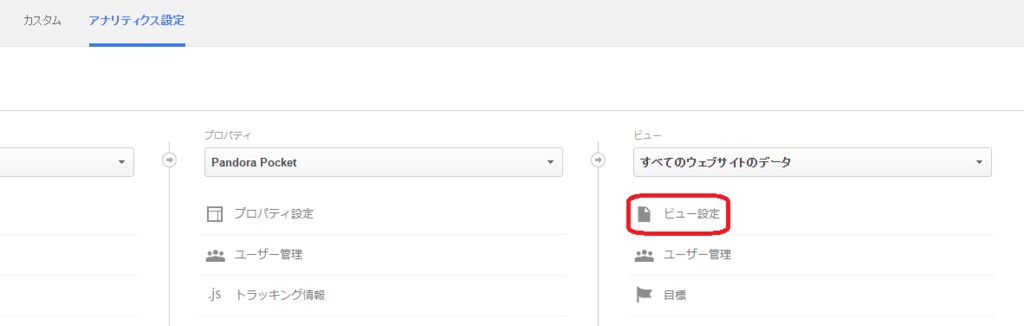 カスタム アナリティクス設定
プロパティ
Pandora Pocket
プロパティ設定
ユーザー管理
.js トラッキング情報
ビュー
すべてのウェブサイトのデータ
ビュー設定
ユーザー管理
目標